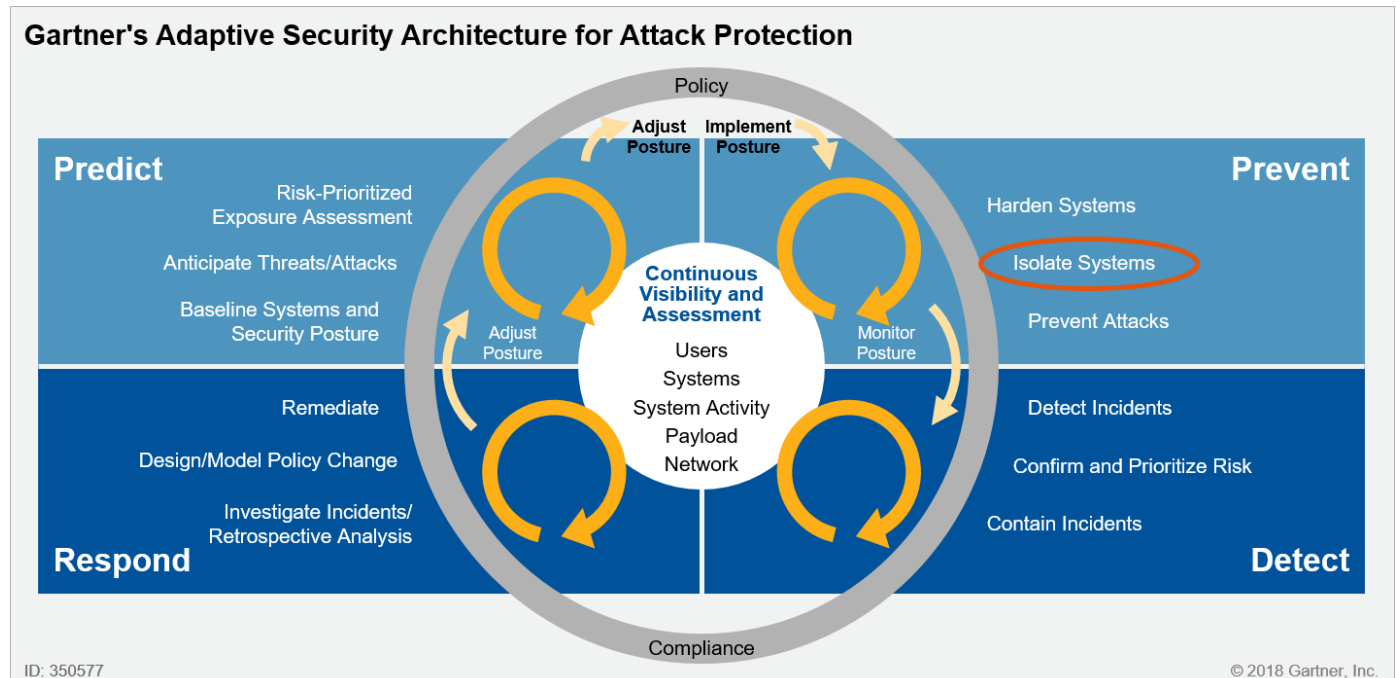 Gartner's Adaptive Security Architecture for Attack Protection
Policy
Adjust
Posture
Implement
Posture
Predict
Risk-Prioritized
Exposure Assessment
Anticipate Threats/Attacks
Baseline Systems and
Security Posture
Adjust
Posture
Continuous
Visibility and
Assessment
Users
Systems
System Activity
Payload
Network
Monitor
Posture
Prevent
Harden Systems
Isolate Systems
Prevent Attacks
Remediate
Design/Model Policy Change
Investigate Incidents/
Retrospective Analysis
Respond
Detect Incidents
Confirm and Prioritize Risk
Contain Incidents
Detect
Compliance
ID: 350577
© 2018 Gartner, Inc.